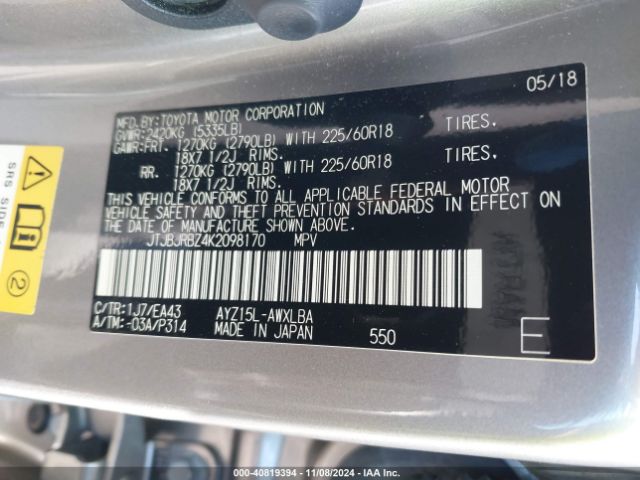 05/18
MFD. BY: TOYOTA MOTOR CORPORATION
GVWR: 2420KG (5335LB)
GAWR: FRT. 1270KG (2790LB) WITH 225/60R18 TIRES.
18X7 1/2J RIMS.
RR. 1270KG (2790LB) WITH 225/60R18 TIRES.
18X7 1/2J RIMS.
THIS VEHICLE CONFORMS TO ALL APPLICABLE FEDERAL MOTOR
VEHICLE SAFETY AND THEFT PREVENTION STANDARDS IN EFFECT ON
THE DATE OF MANUFACTURE SHOWN ABOVE.
JTJBJRBZ4K2098170 MPV
C/TR: 1J7/EA43 AYZ15L-AWXLBA
A/TM: -03A/P314 MADE IN JAPAN 550
E
SRS SIDE
2
000-40819394 | 11/08/2024 | IAA Inc.